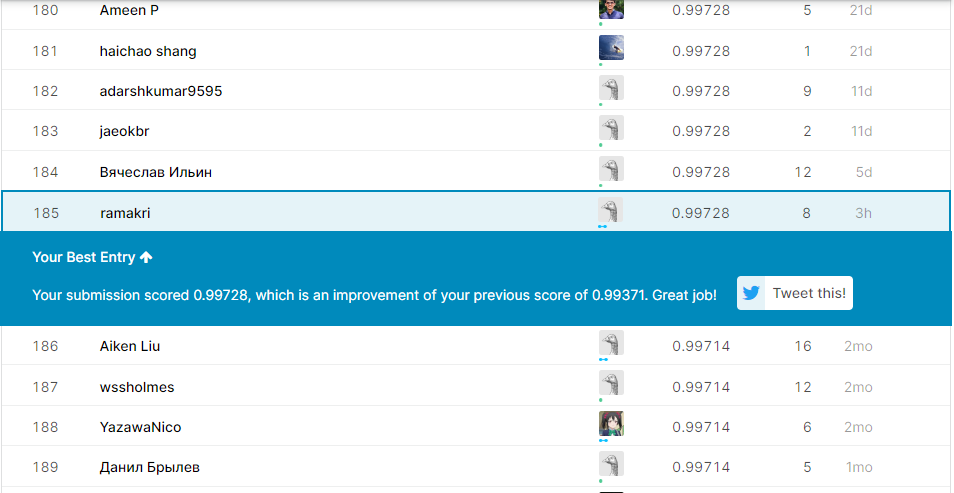 180 Ameen P 0.99728 5 21d
181 haichao shang 0.99728 1 21d
182 adarshkumar9595 0.99728 9 11d
183 jaeokbr 0.99728 2 11d
184 Вячеслав Ильин 0.99728 12 5d
185 ramakri 0.99728 8 3h
Your Best Entry
Your submission scored 0.99728, which is an improvement of your previous score of 0.99371. Great job! Tweet this!
186 Aiken Liu 0.99714 16 2mo
187 wssholmes 0.99714 12 2mo
188 YazawaNico 0.99714 6 2mo
189 Данил Брылев 0.99714 5 1mo